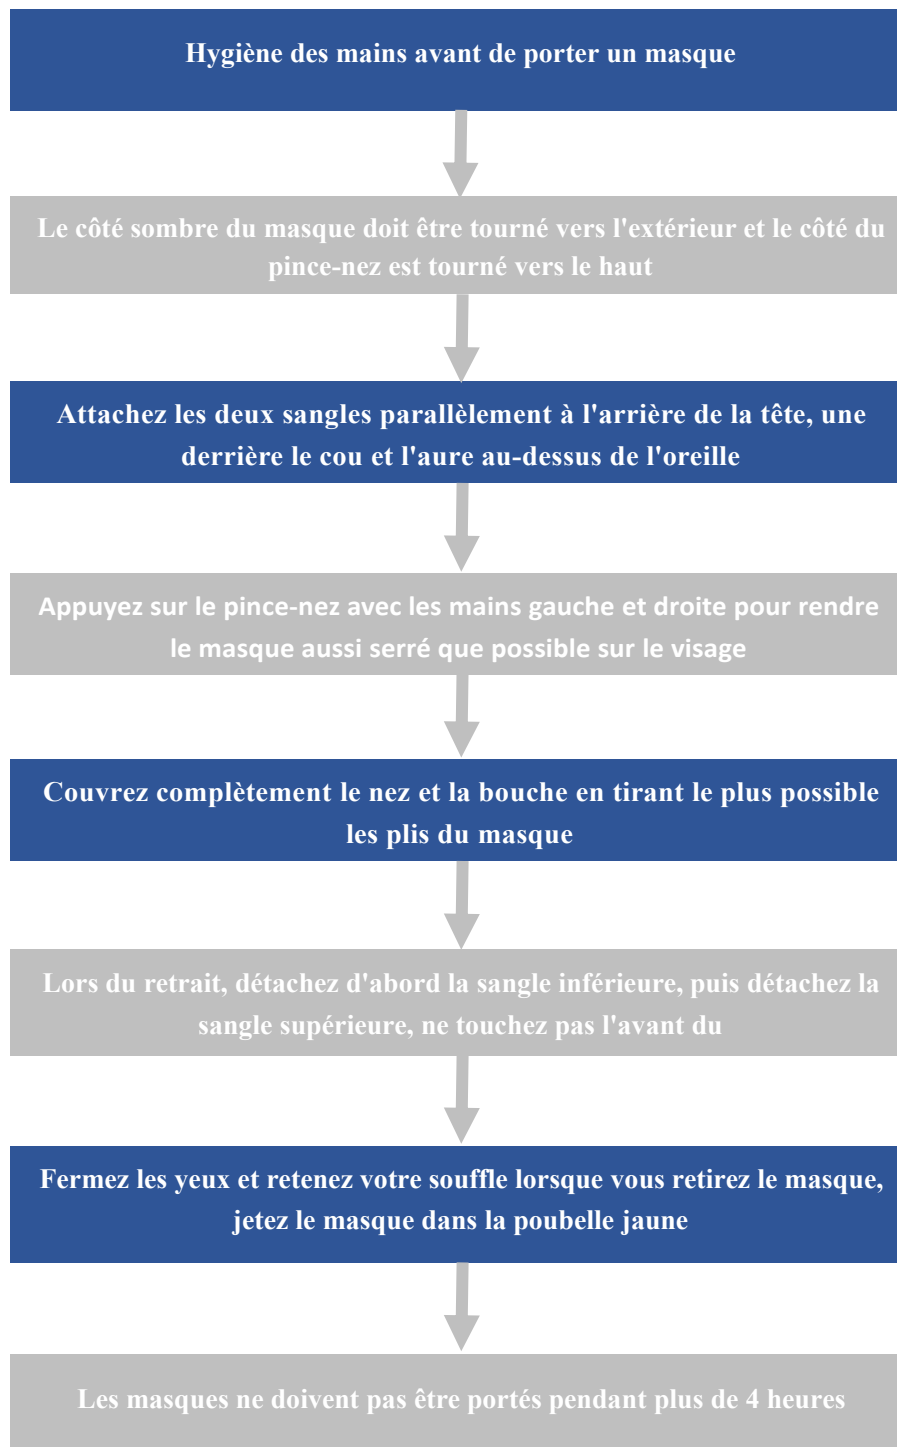 Hygiène des mains avant de porter un masque
Le côté sombre du masque doit être tourné vers l'extérieur et le côté du
pince-nez est tourné vers le haut
Attachez les deux sangles parallèlement à l'arrière de la tête, une
derrière le cou et l'aure au-dessus de l'oreille
Appuyez sur le pince-nez avec les mains gauche et droite pour rendre
le masque aussi serré que possible sur le visage
Couvrez complètement le nez et la bouche en tirant le plus possible
les plis du masque
Lors du retrait, détachez d'abord la sangle inférieure, puis détachez la
sangle supérieure, ne touchez pas l'avant du
Fermez les yeux et retenez votre souffle lorsque vous retirez le masque,
jetez le masque dans la poubelle jaune
Les masques ne doivent pas être portés pendant plus de 4 heures